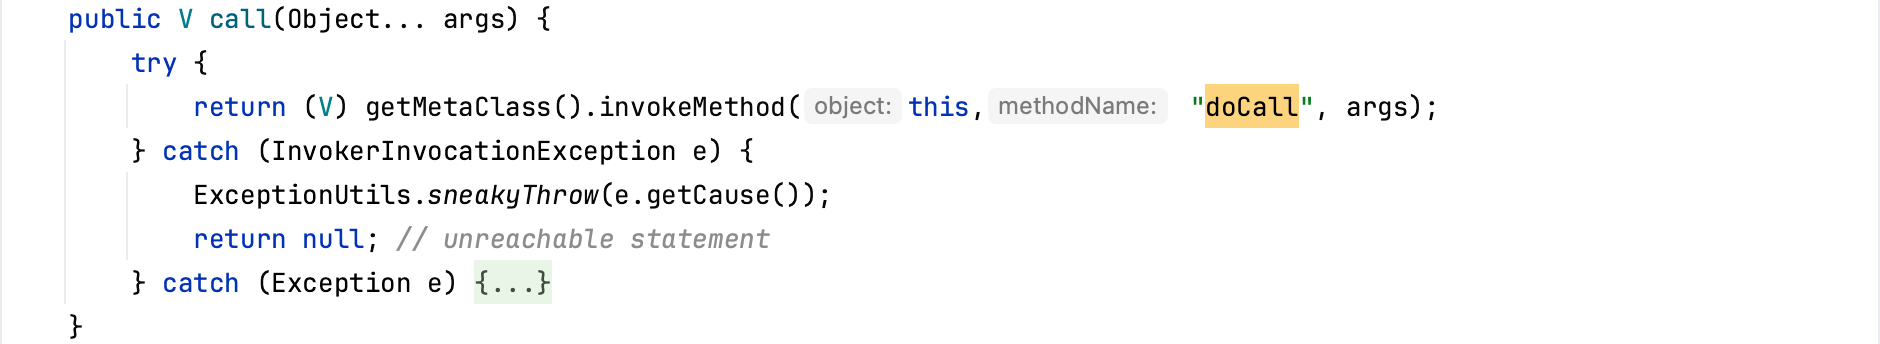 public V call(Object... args) {
try {
return (V) getMetaClass().invokeMethod( object: this, methodName: "doCall", args);
} catch (InvokerInvocationException e) {
ExceptionUtils.sneakyThrow(e.getCause());
return null; // unreachable statement
} catch (Exception e) {...}
}